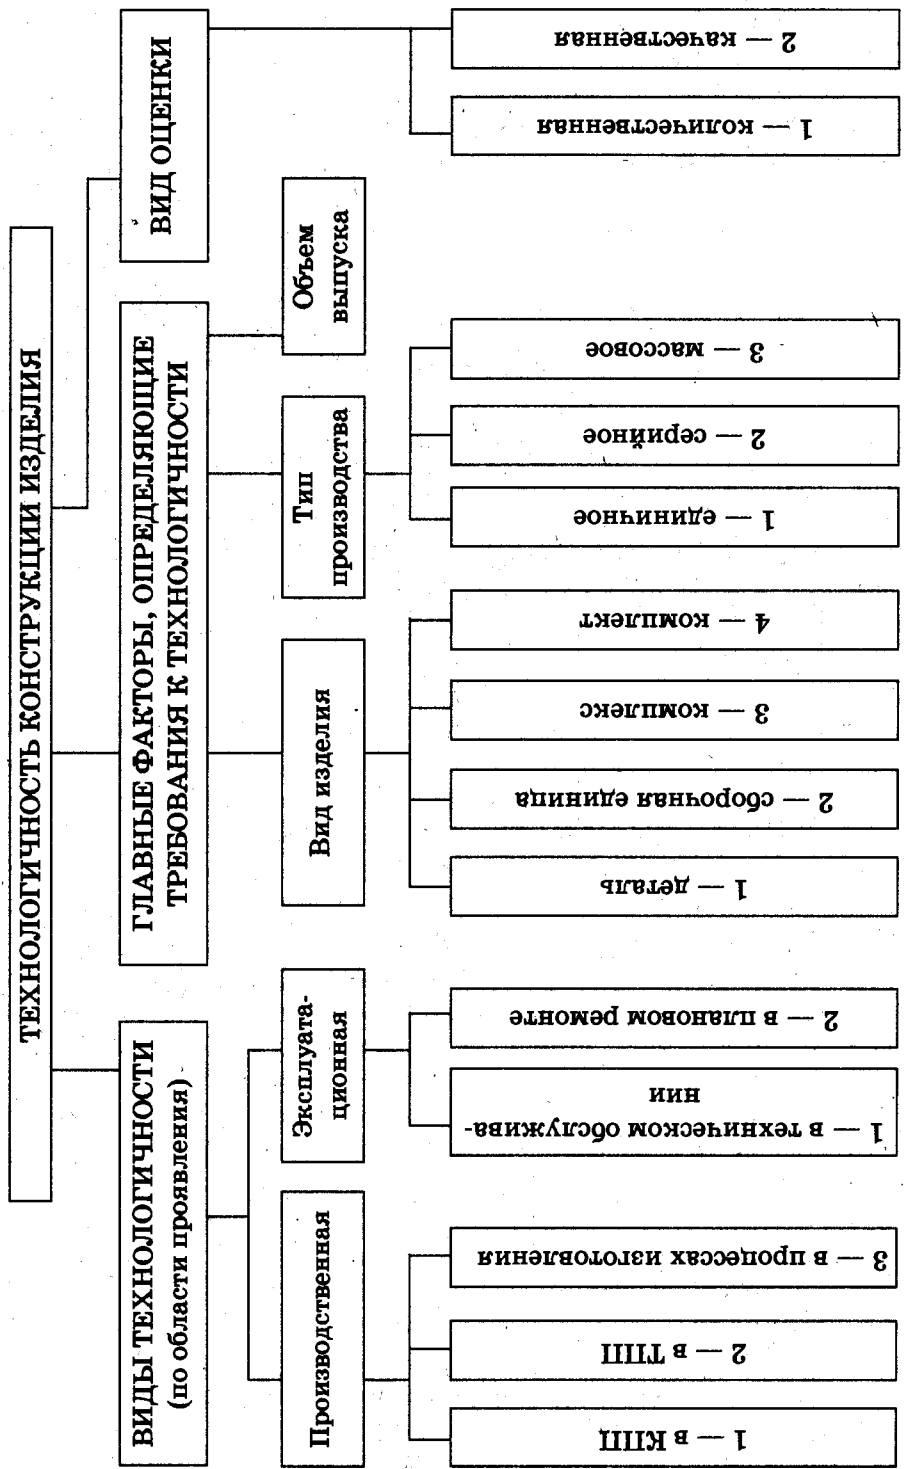 ТЕХНОЛОГИЧНОСТЬ КОНСТРУКЦИИ ИЗДЕЛИЯ
ВИДЫ ТЕХНОЛОГИЧНОСТИ
(по области проявления)
ГЛАВНЫЕ ФАКТОРЫ, ОПРЕДЕЛЯЮЩИЕ
ТРЕБОВАНИЯ К ТЕХНОЛОГИЧНОСТИ
ВИД ОЦЕНКИ
Производственная
Эксплуата-
ционная
Вид изделия
Тип
производства
Объем
выпуска
1 — в КПП
2 — в ТПП
3 — в процессах изготовления
1 — в техническом обслужива-
нии
2 — в плановом ремонте
1 — деталь
2 — сборочная единица
3 — комплекс
4 — комплект
1 — единичное
2 — серийное
3 — массовое
1 — количественная
2 — качественная